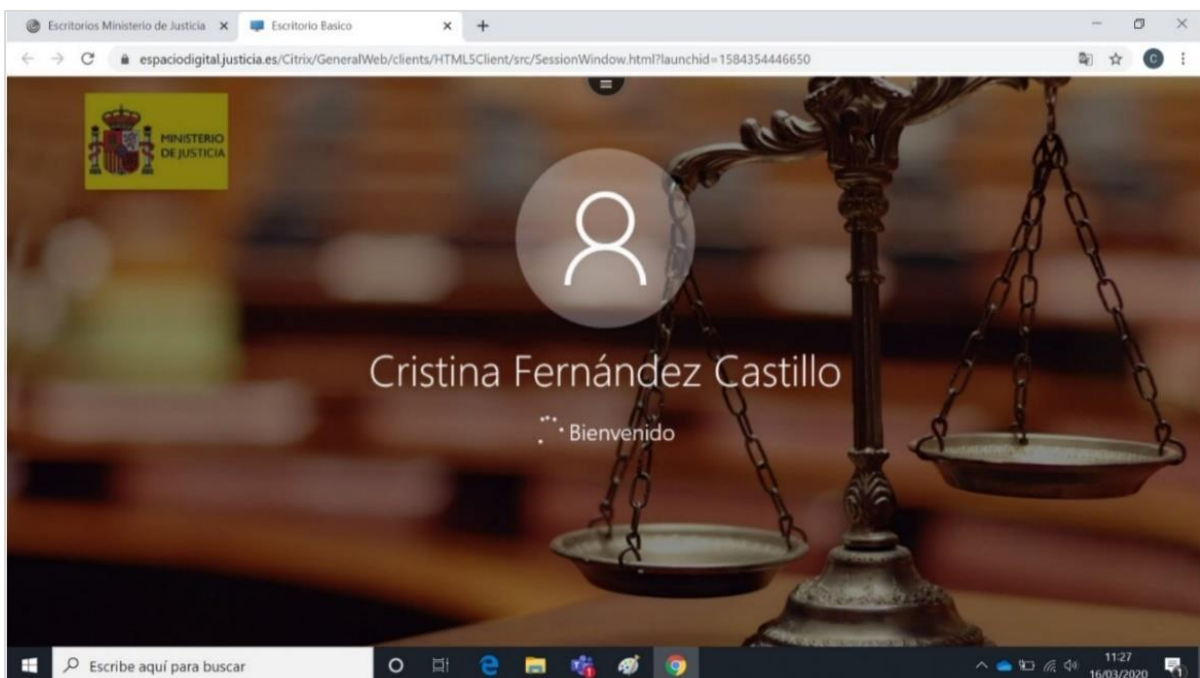 Escritorios Ministerio de Justicia
Escritorio Basico
espaciodigital.justicia.es/Citrix/GeneralWeb/clients/HTML5Client/src/SessionWindow.html?launchid=1584354446650
C
MINISTERIO
DE JUSTICIA
Cristina Fernández Castillo
Bienvenido
Escribe aquí para buscar
11:27
16/03/2020
1